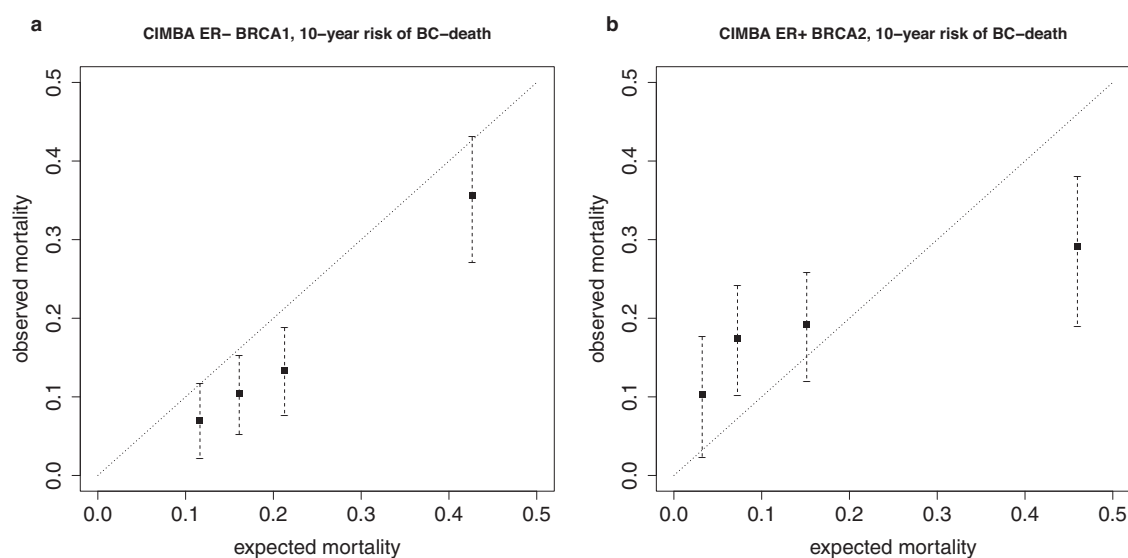 a
CIMBA ER− BRCA1, 10−year risk of BC−death
observed mortality
0.5
0.4
0.3
0.2
0.1
0.0
0.0 0.1 0.2 0.3 0.4 0.5
expected mortality
b
CIMBA ER+ BRCA2, 10−year risk of BC−death
observed mortality
0.5
0.4
0.3
0.2
0.1
0.0
0.0 0.1 0.2 0.3 0.4 0.5
expected mortality